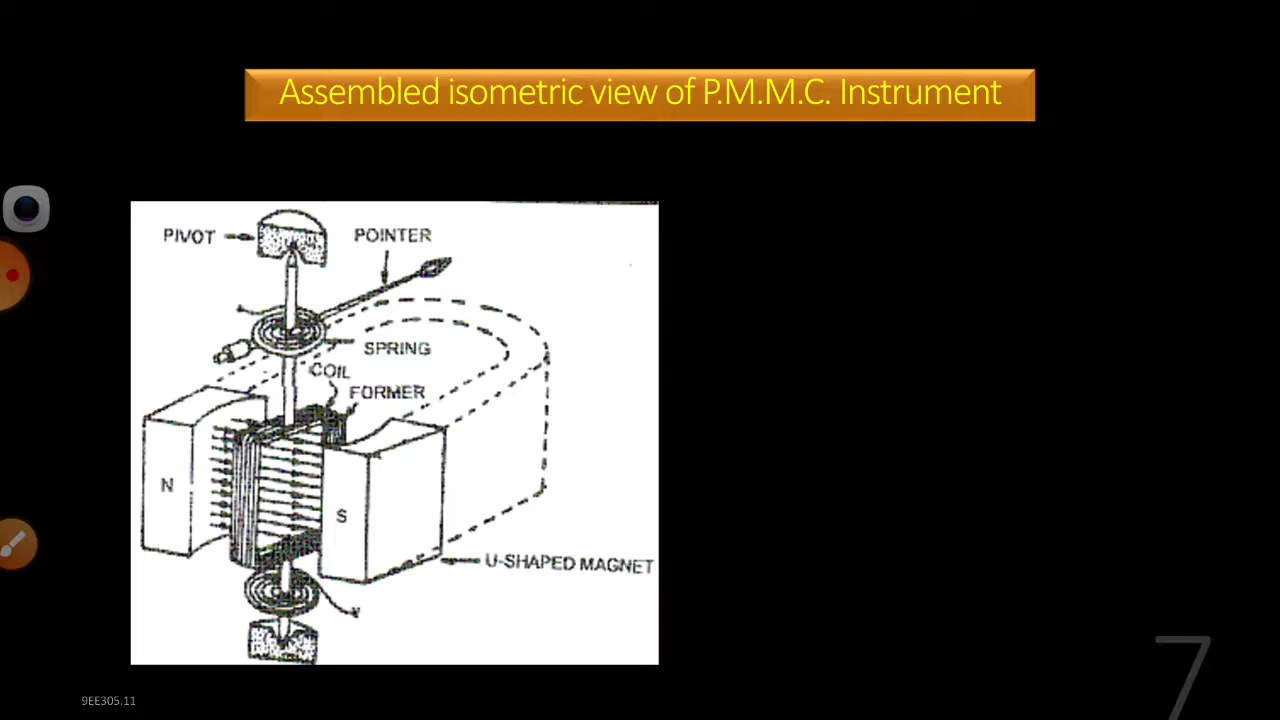 Assembled isometric view of P.M.M.C. Instrument
PIVOT
POINTER
SPRING
COIL
FORMER
N
S
U-SHAPED MAGNET
9EE305.11
7